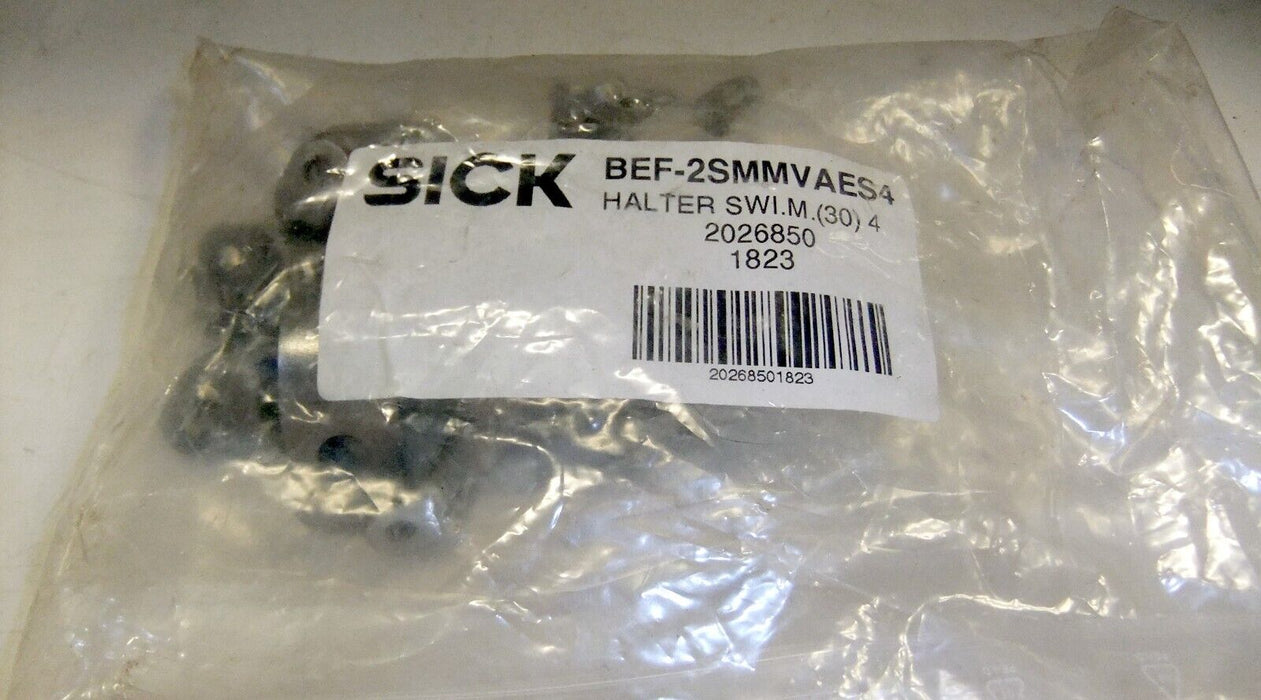 SICK
BEF-2SMMVAES4
HALTER SWI.M.(30) 4
2026850
1823
20268501823